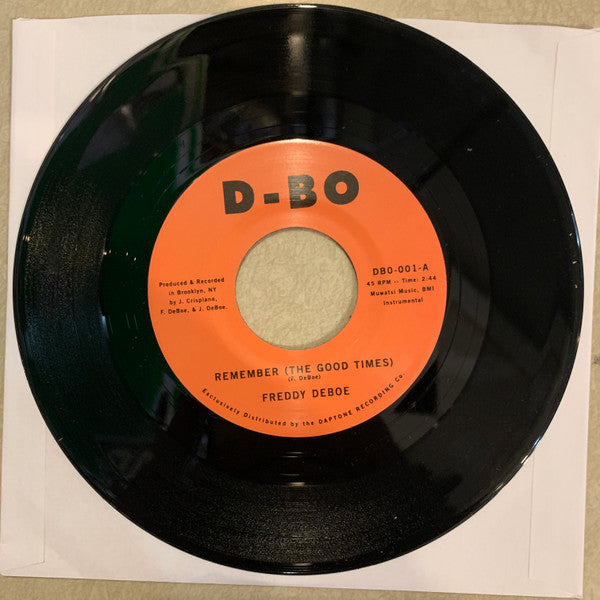 D-BO
Produced & Recorded
in Brooklyn, NY
by J. Crispiano,
F. DeBoe, & J. DeBoe.
DBO-001-A
45 RPM -- Time: 2:44
Muwatsi Music, BMI
Instrumental
REMEMBER (THE GOOD TIMES)
(F. DeBoe)
FREDDY DEBOE
Exclusively Distributed by the DAPTONE RECORDING Co.